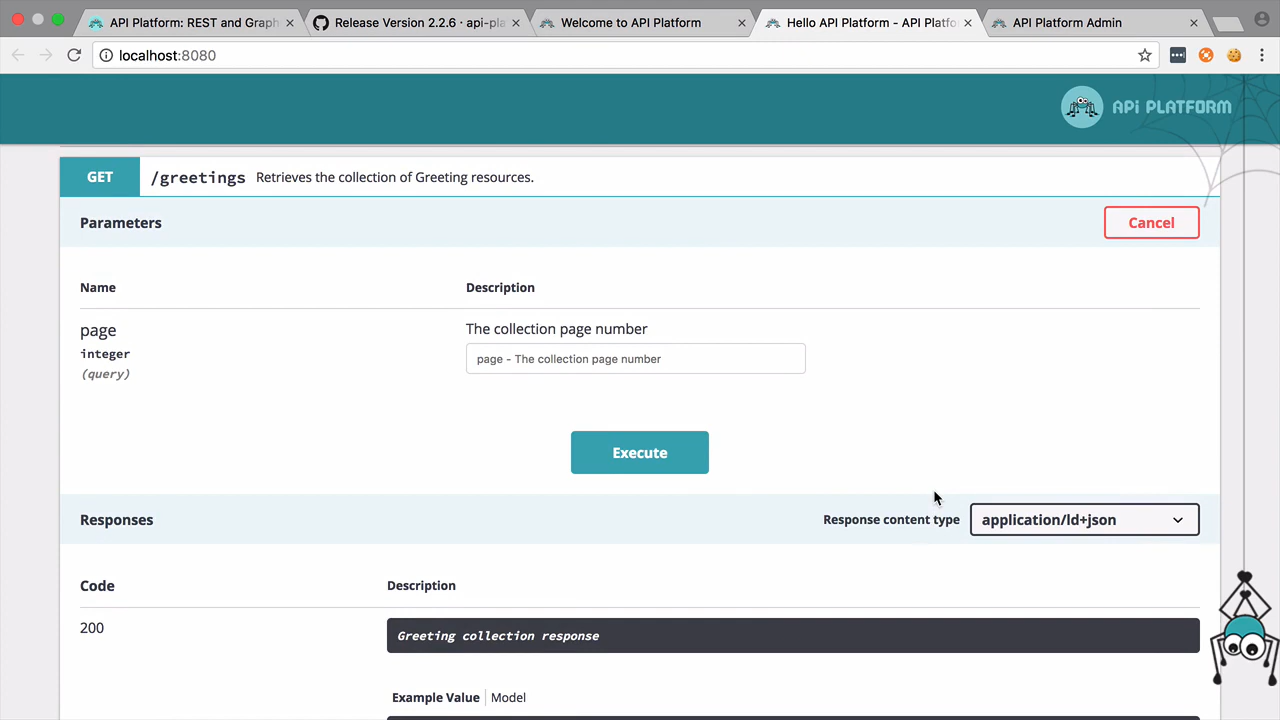 API Platform: REST and Graph
Release Version 2.2.6 · api-pla
Welcome to API Platform
Hello API Platform - API Platfo
API Platform Admin
localhost:8080
API PLATFORM
GET /greetings Retrieves the collection of Greeting resources.
Parameters
Cancel
Name Description
page The collection page number
integer page - The collection page number
(query)
Execute
Responses Response content type application/ld+json
Code Description
200 Greeting collection response
Example Value Model